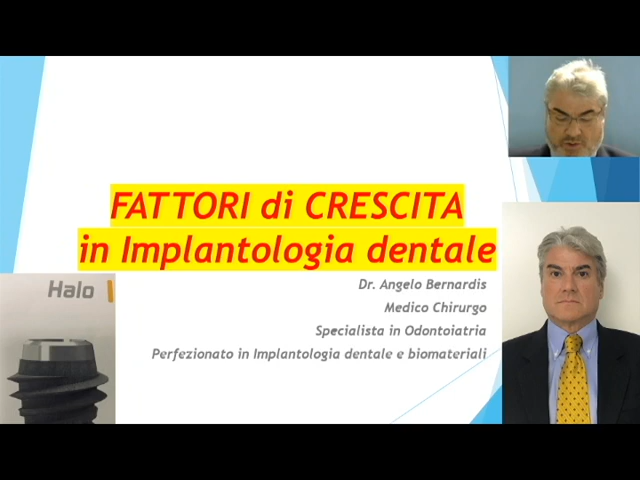 FATTORI di CRESCITA
in Implantologia dentale
Dr. Angelo Bernardis
Medico Chirurgo
Specialista in Odontoiatria
Perfezionato in Implantologia dentale e biomateriali
Halo